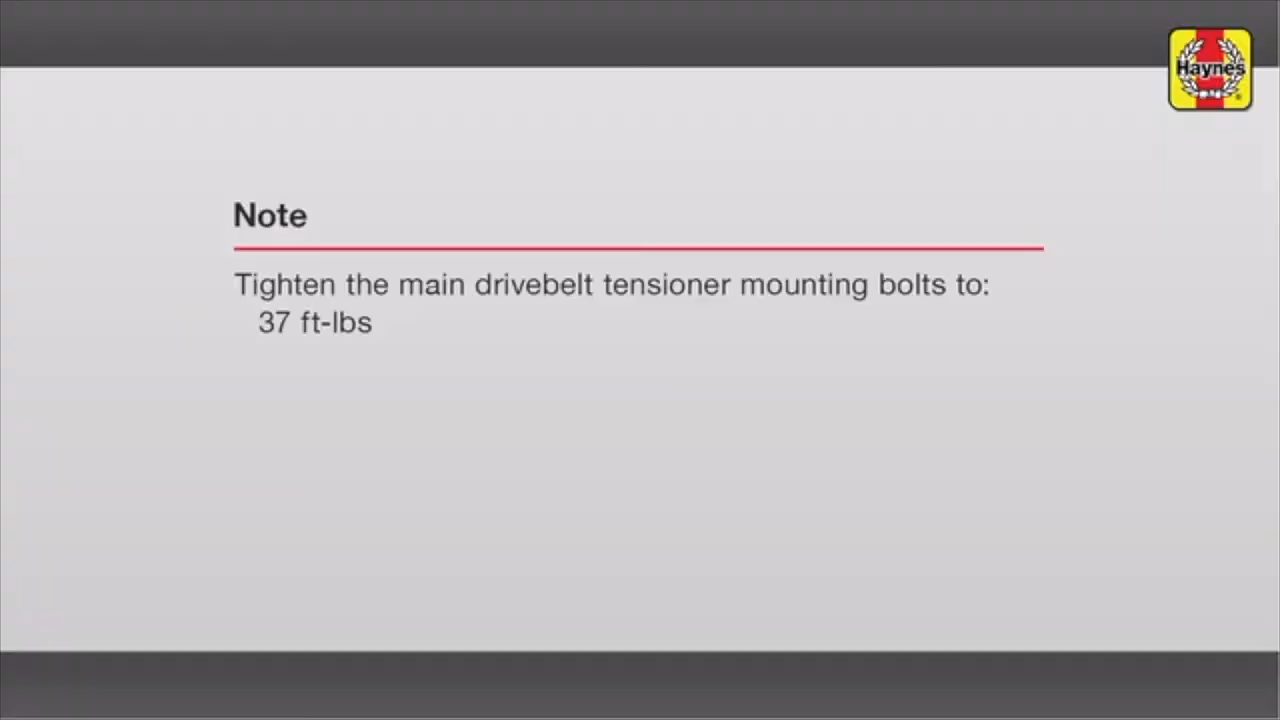 Haynes
Note
Tighten the main drivebelt tensioner mounting bolts to:
37 ft-lbs